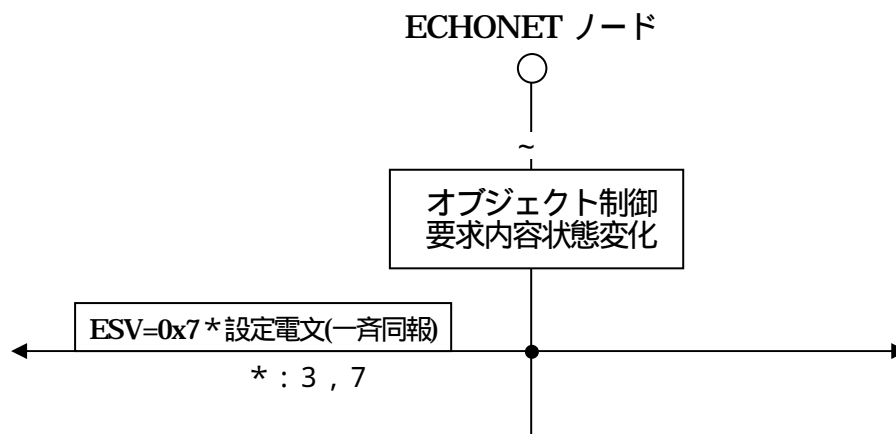 ECHONET ノード
~
オブジェクト制御
要求内容状態変化
ESV=0x7*設定電文(一斉同報)
*:3,7